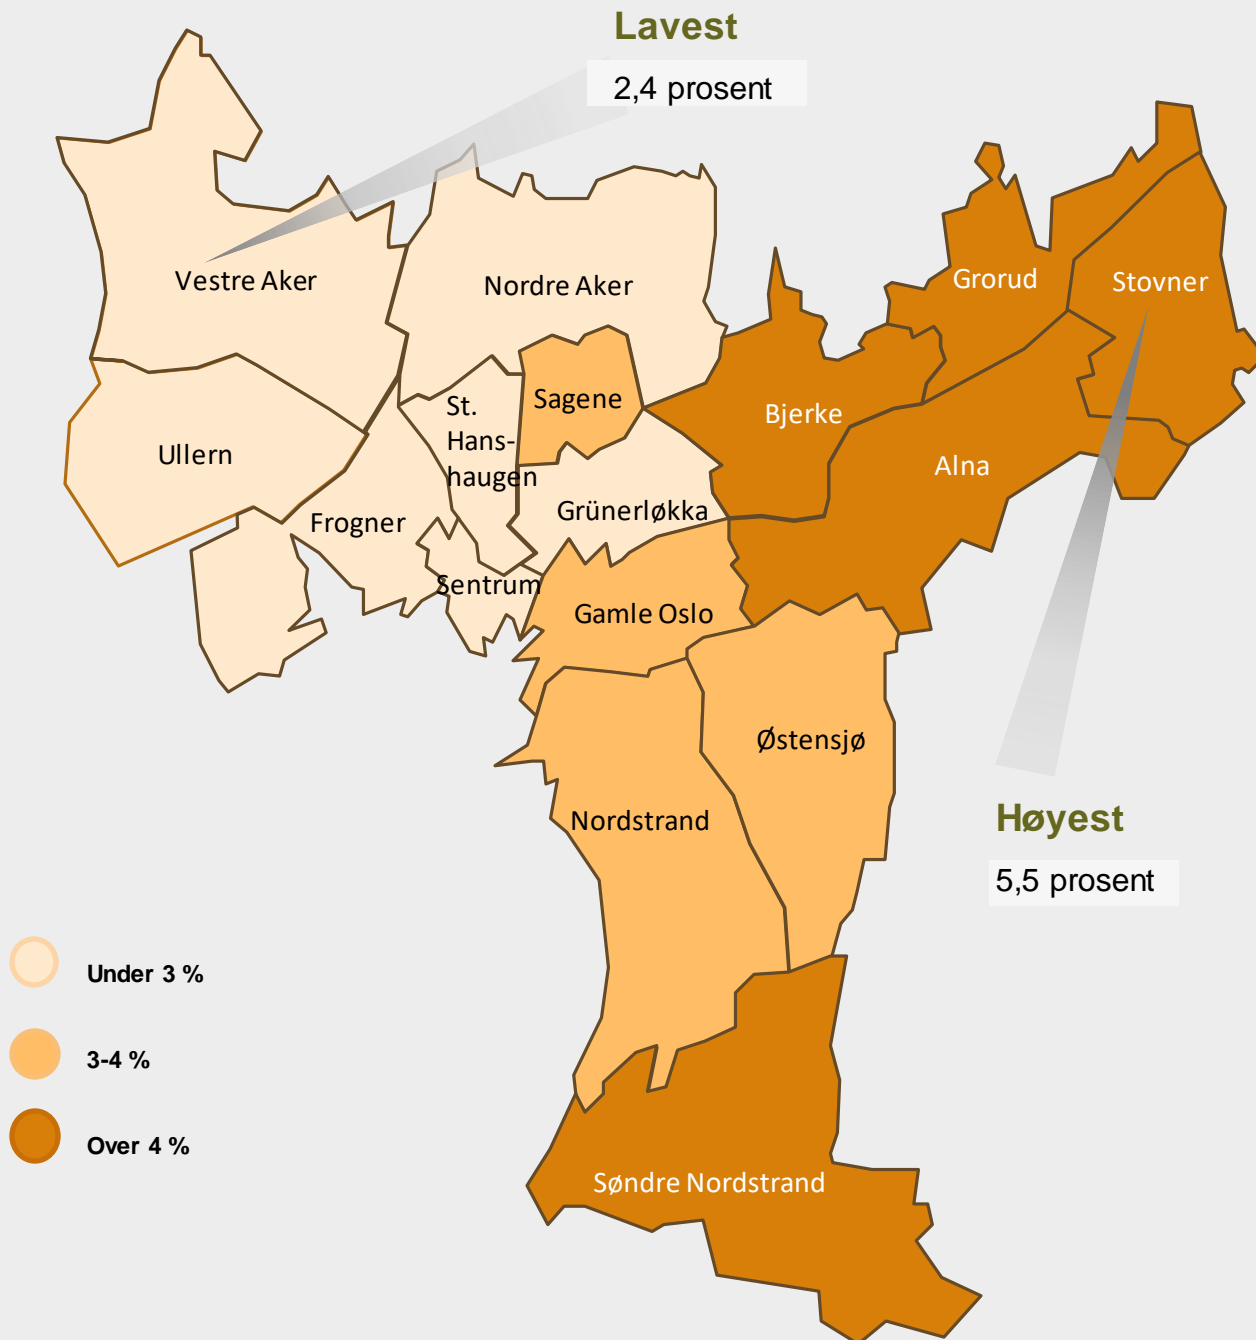 Lavest
2,4 prosent
Vestre Aker
Nordre Aker
Grorud
Stovner
Sagene
St.
Hans-
haugen
Bjerke
Ullern
Alna
Grünerløkka
Frogner
Sentrum
Gamle Oslo
Østensjø
Nordstrand
Høyest
5,5 prosent
Under 3 %
3-4 %
Over 4 %
Søndre Nordstrand